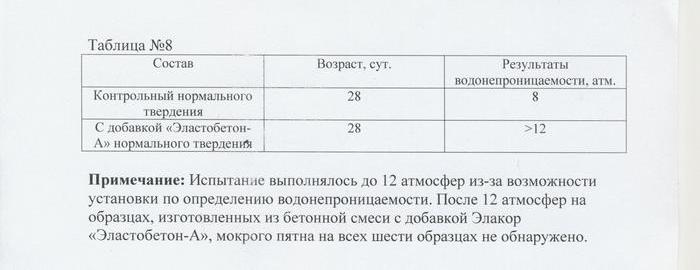 Таблица №8
Состав Возраст, сут. Результаты
водонепроницаемости, атм.
Контрольный нормального 28 8
твердения
С добавкой «Эластобетон- 28 >12
А» нормального твердения
Примечание: Испытание выполнялось до 12 атмосфер из-за возможности
установки по определению водонепроницаемости. После 12 атмосфер на
образцах, изготовленных из бетонной смеси с добавкой Элакор
«Эластобетон-А», мокрого пятна на всех шести образцах не обнаружено.